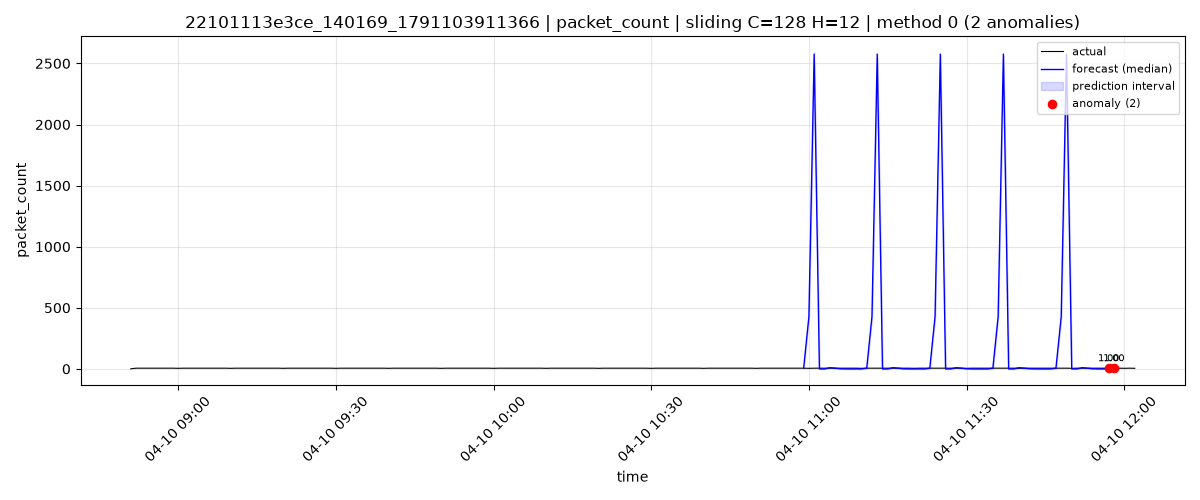 22101113e3ce_140169_1791103911366 | packet_count | sliding C=128 H=12 | method 0 (2 anomalies)
actual
forecast (median)
prediction interval
anomaly (2)
packet_count
2500
2000
1500
1000
500
0
04-10 09:00
04-10 09:30
04-10 10:00
04-10 10:30
04-10 11:00
04-10 11:30
04-10 12:00
time